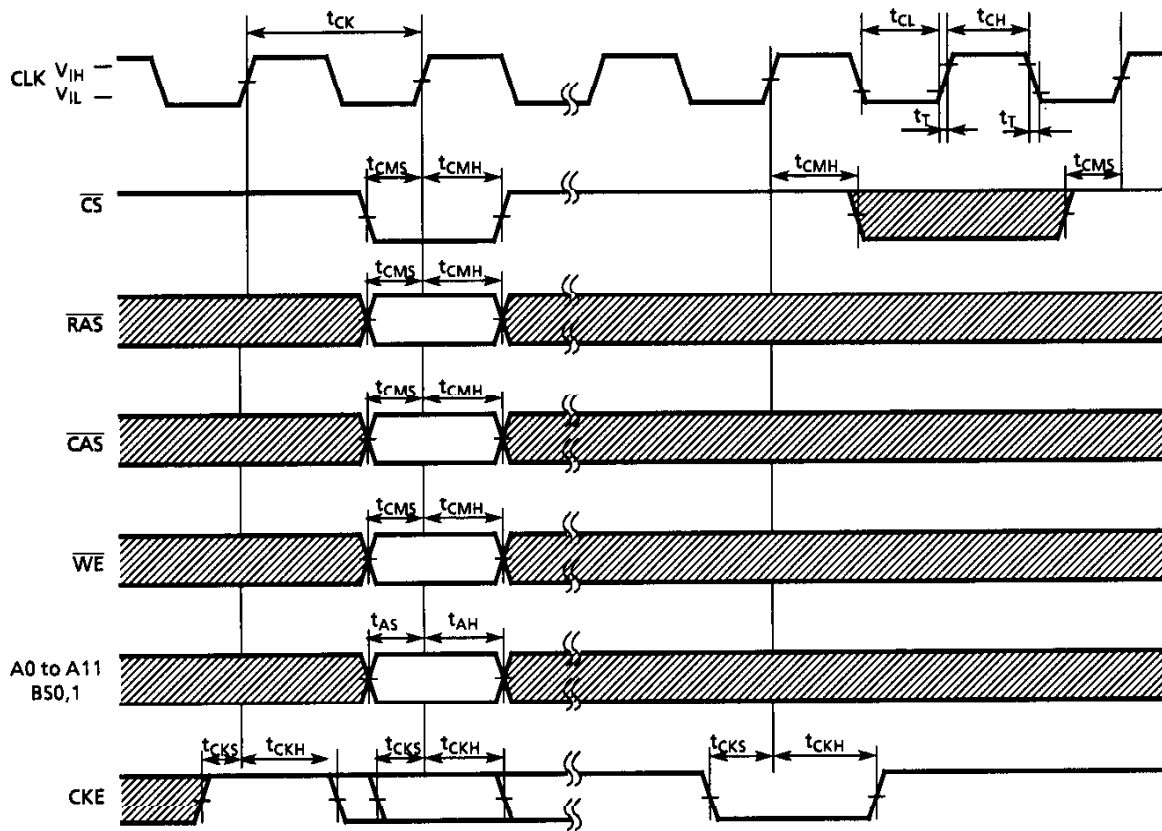 tCK
tCL
tCH
CLK
VIH
VIL
tT
tT
tCMS
tCMH
tCMH
tCMS
CS
tCMS
tCMH
RAS
tCMS
tCMH
CAS
tCMS
tCMH
WE
tAS
tAH
A0 to A11
BS0,1
tCKS
tCKH
tCKS
tCKH
tCKS
tCKH
CKE